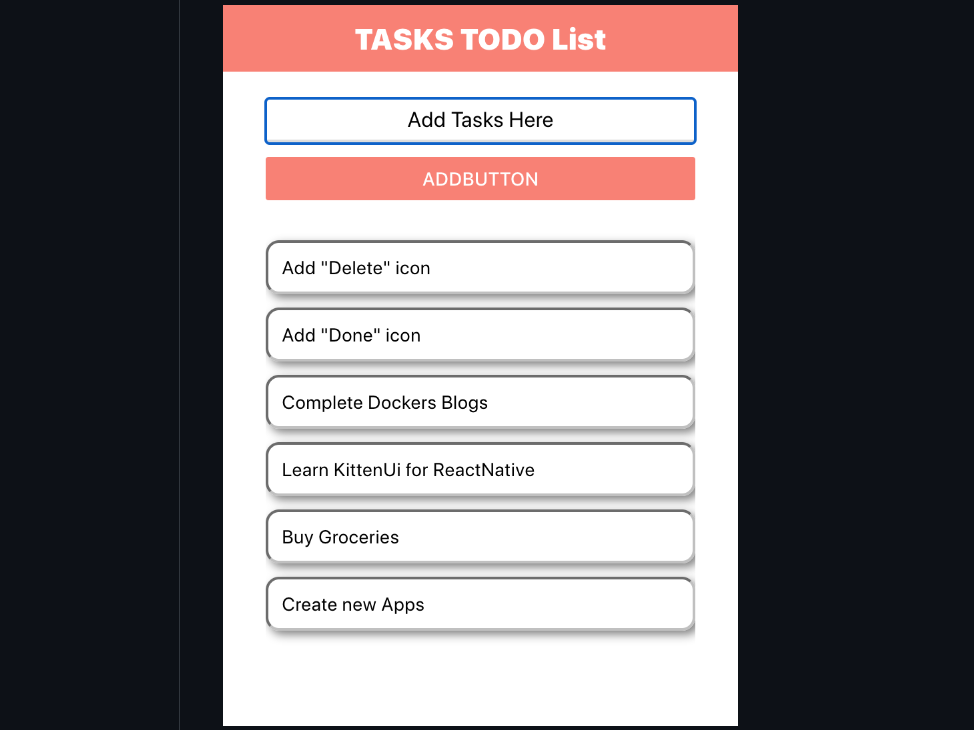 TASKS TODO List
Add Tasks Here
ADDBUTTON
Add "Delete" icon
Add "Done" icon
Complete Dockers Blogs
Learn KittenUi for ReactNative
Buy Groceries
Create new Apps